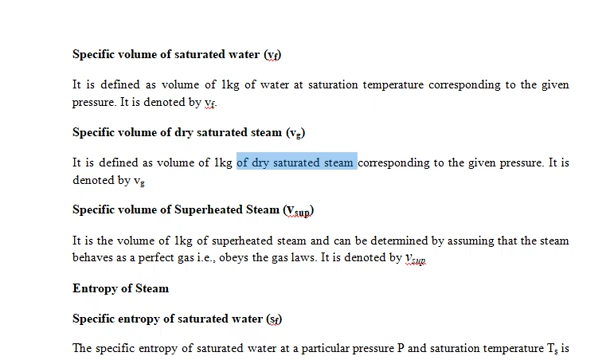 Specific volume of saturated water (vf)
It is defined as volume of 1kg of water at saturation temperature corresponding to the given
pressure. It is denoted by vf.
Specific volume of dry saturated steam (vg)
It is defined as volume of 1kg of dry saturated steam corresponding to the given pressure. It is
denoted by vg
Specific volume of Superheated Steam (Vsup)
It is the volume of 1kg of superheated steam and can be determined by assuming that the steam
behaves as a perfect gas i.e., obeys the gas laws. It is denoted by vsup
Entropy of Steam
Specific entropy of saturated water (sf)
The specific entropy of saturated water at a particular pressure P and saturation temperature Ts is